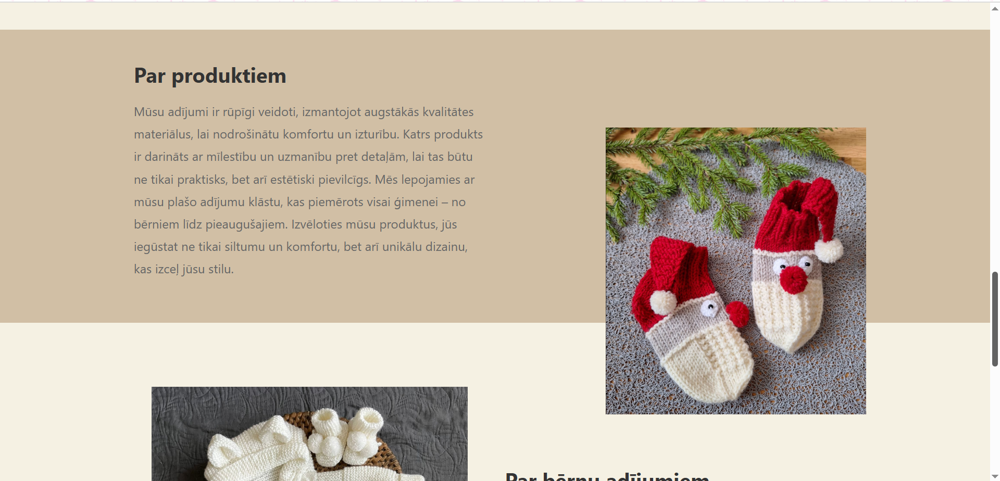 Par produktiem
Mūsu adījumi ir rūpīgi veidoti, izmantojot augstākās kvalitātes
materiālus, lai nodrošinātu komfortu un izturību. Katrs produkts
ir darināts ar mīlestību un uzmanību pret detaļām, lai tas būtu
ne tikai praktisks, bet arī estētiski pievilcīgs. Mēs lepojamies ar
mūsu plašo adījumu klāstu, kas piemērots visai ģimenei – no
bērniem līdz pieaugušajiem. Izvēloties mūsu produktus, jūs
iegūstat ne tikai siltumu un komfortu, bet arī unikālu dizainu,
kas izceļ jūsu stilu.
Par bērnu adījumiem